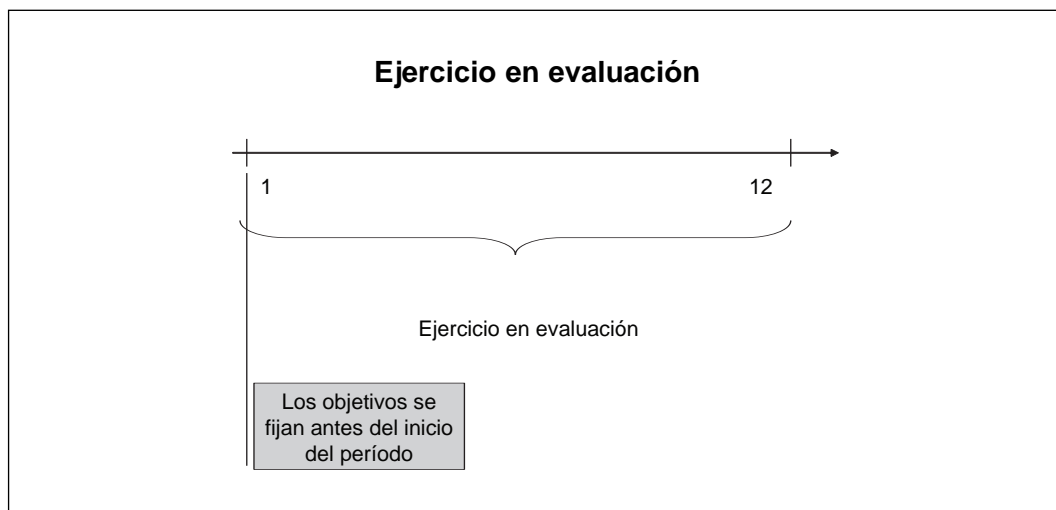 Ejercicio en evaluación
1
12
Ejercicio en evaluación
Los objetivos se
fijan antes del inicio
del período